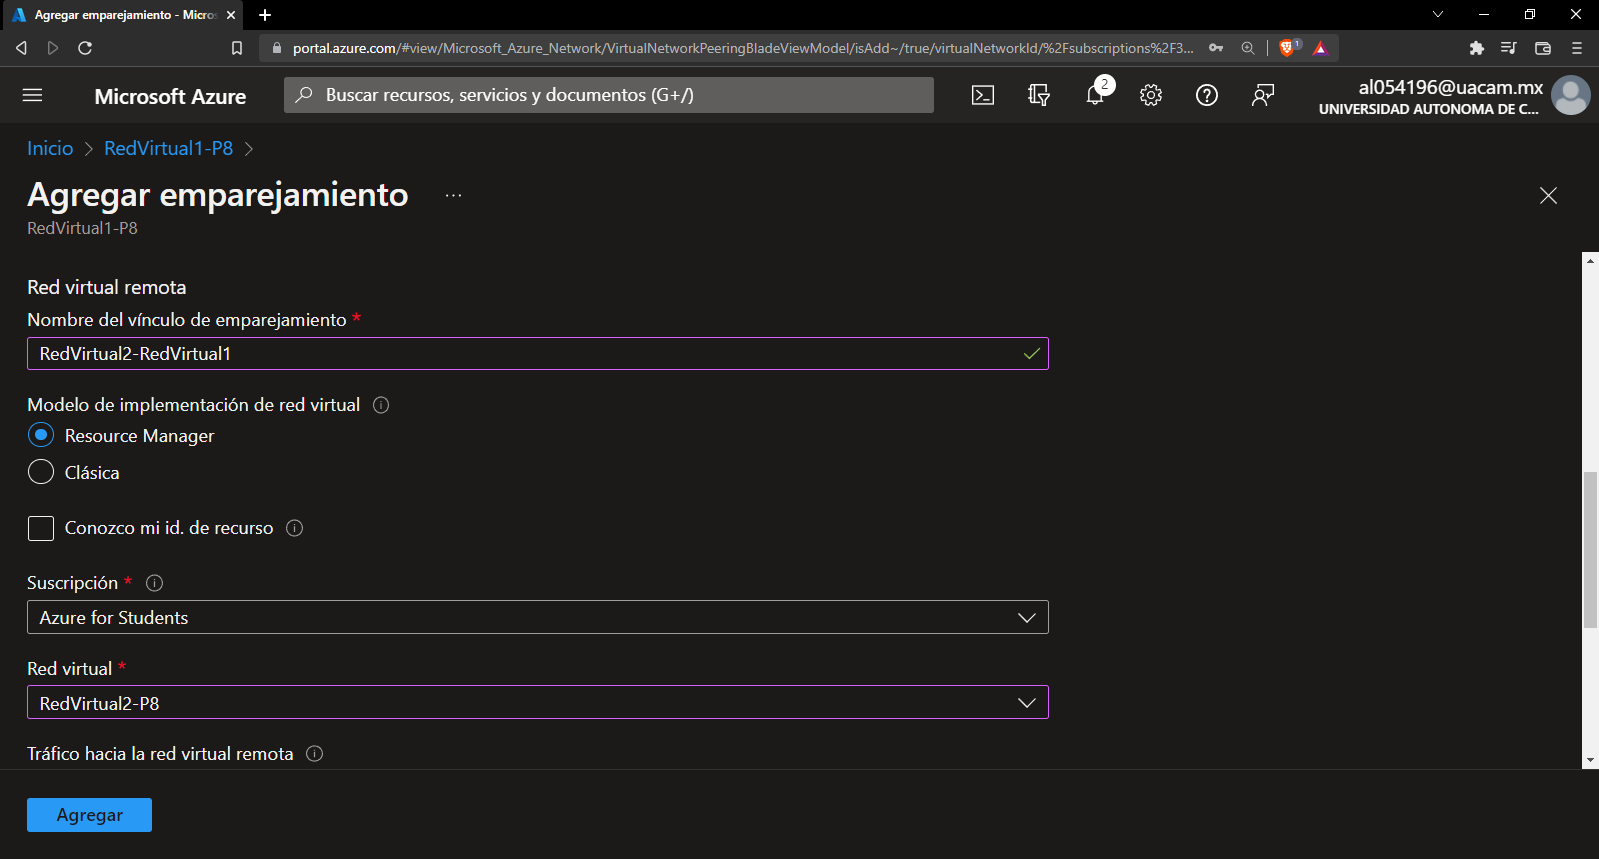 Agregar emparejamiento - Micros
portal.azure.com/#view/Microsoft_Azure_Network/VirtualNetworkPeeringBladeViewModel/isAdd~/true/virtualNetworkId/%2Fsubscriptions%2F3...
1
Microsoft Azure
Buscar recursos, servicios y documentos (G+/)
2
al054196@uacam.mx
UNIVERSIDAD AUTONOMA DE C...
Inicio > RedVirtual1-P8 >
Agregar emparejamiento ...
RedVirtual1-P8
Red virtual remota
Nombre del vínculo de emparejamiento *
RedVirtual2-RedVirtual1
Modelo de implementación de red virtual
Resource Manager
Clásica
Conozco mi id. de recurso
Suscripción *
Azure for Students
Red virtual *
RedVirtual2-P8
Tráfico hacia la red virtual remota
Agregar